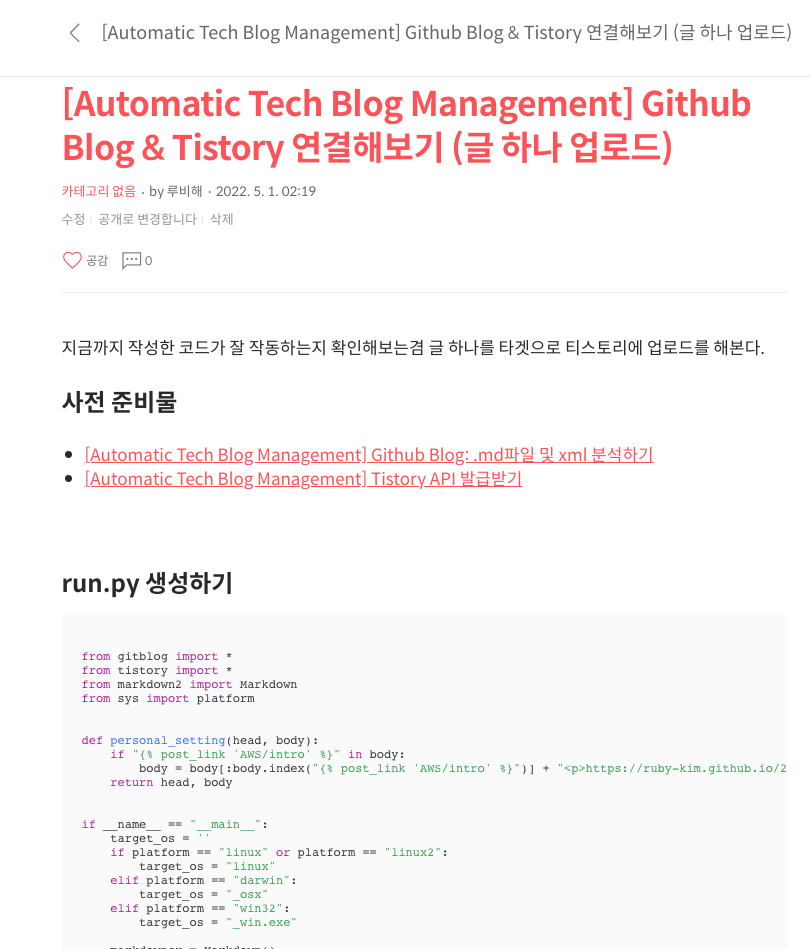 [Automatic Tech Blog Management] Github Blog & Tistory 연결해보기 (글 하나 업로드)
[Automatic Tech Blog Management] Github
Blog & Tistory 연결해보기 (글 하나 업로드)
카테고리 없음 · by 루비해 · 2022. 5. 1. 02:19
수정 | 공개로 변경합니다 | 삭제
공감 0
지금까지 작성한 코드가 잘 작동하는지 확인해보는겸 글 하나를 타겟으로 티스토리에 업로드를 해본다.
사전 준비물
• [Automatic Tech Blog Management] Github Blog: .md파일 및 xml 분석하기
• [Automatic Tech Blog Management] Tistory API 발급받기
run.py 생성하기
from gitblog import *
from tistory import *
from markdown2 import Markdown
from sys import platform
def personal_setting(head, body):
    if "{% post_link 'AWS/intro' %}" in body:
        body = body[:body.index("{% post_link 'AWS/intro' %}")] + "<p>https://ruby-kim.github.io/2
    return head, body
if __name__ == "__main__":
    target_os = ''
    if platform == "linux" or platform == "linux2":
        target_os = "linux"
    elif platform == "darwin":
        target_os = "_osx"
    elif platform == "win32":
        target_os = "_win.exe"